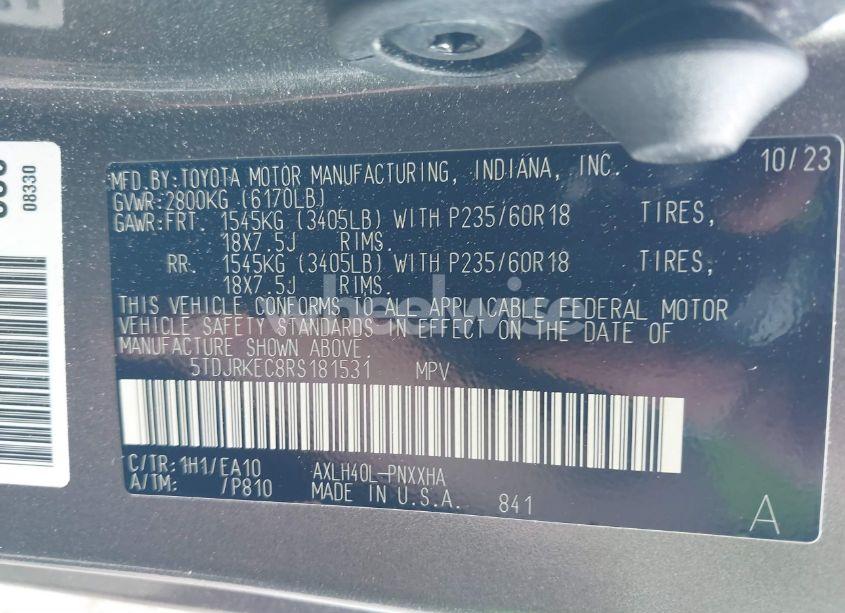 08330
MFD.BY:TOYOTA MOTOR MANUFACTURING, INDIANA, INC. 10/23
GVWR:2800KG (6170LB)
GAWR:FRT. 1545KG (3405LB) WITH P235/60R18 TIRES,
18X7.5J RIMS.
RR. 1545KG (3405LB) WITH P235/60R18 TIRES,
18X7.5J RIMS.
THIS VEHICLE CONFORMS TO ALL APPLICABLE FEDERAL MOTOR
VEHICLE SAFETY STANDARDS IN EFFECT ON THE DATE OF
MANUFACTURE SHOWN ABOVE.
wheelwise
5TDJRKEC8RS181531 MPV
C/TR:1H1/EA10 AXLH40L-PNXXHA
A/TM: /P810 MADE IN U.S.A. 841
A